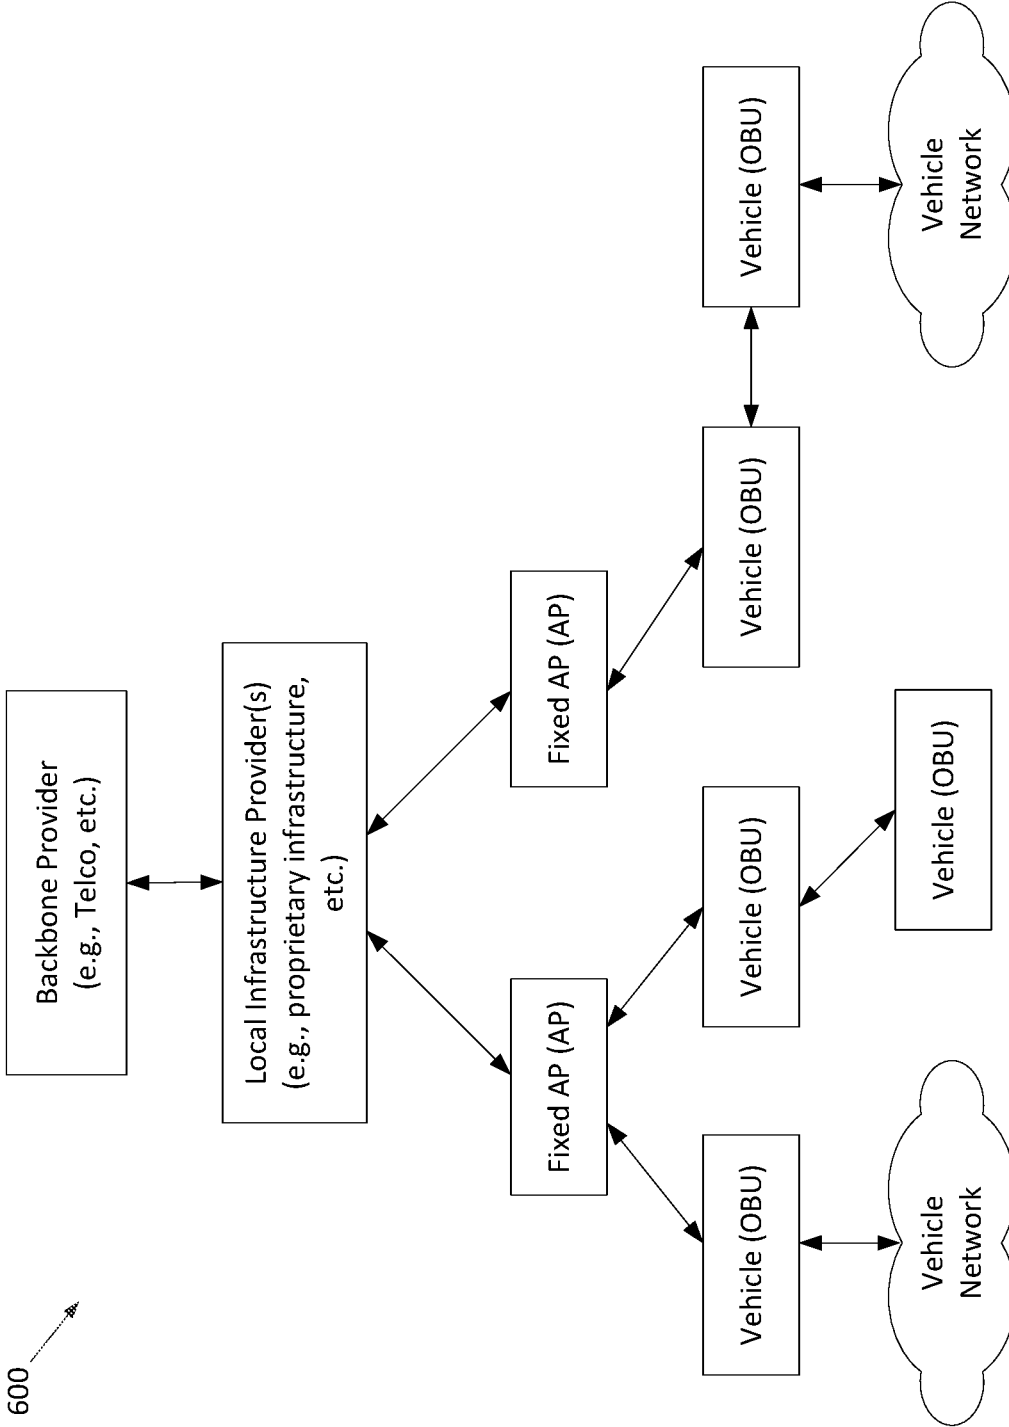 600
Backbone Provider
(e.g., Telco, etc.)
Local Infrastructure Provider(s)
(e.g., proprietary infrastructure,
etc.)
Fixed AP (AP)
Fixed AP (AP)
Vehicle (OBU)
Vehicle (OBU)
Vehicle (OBU)
Vehicle (OBU)
Vehicle
Network
Vehicle (OBU)
Vehicle
Network